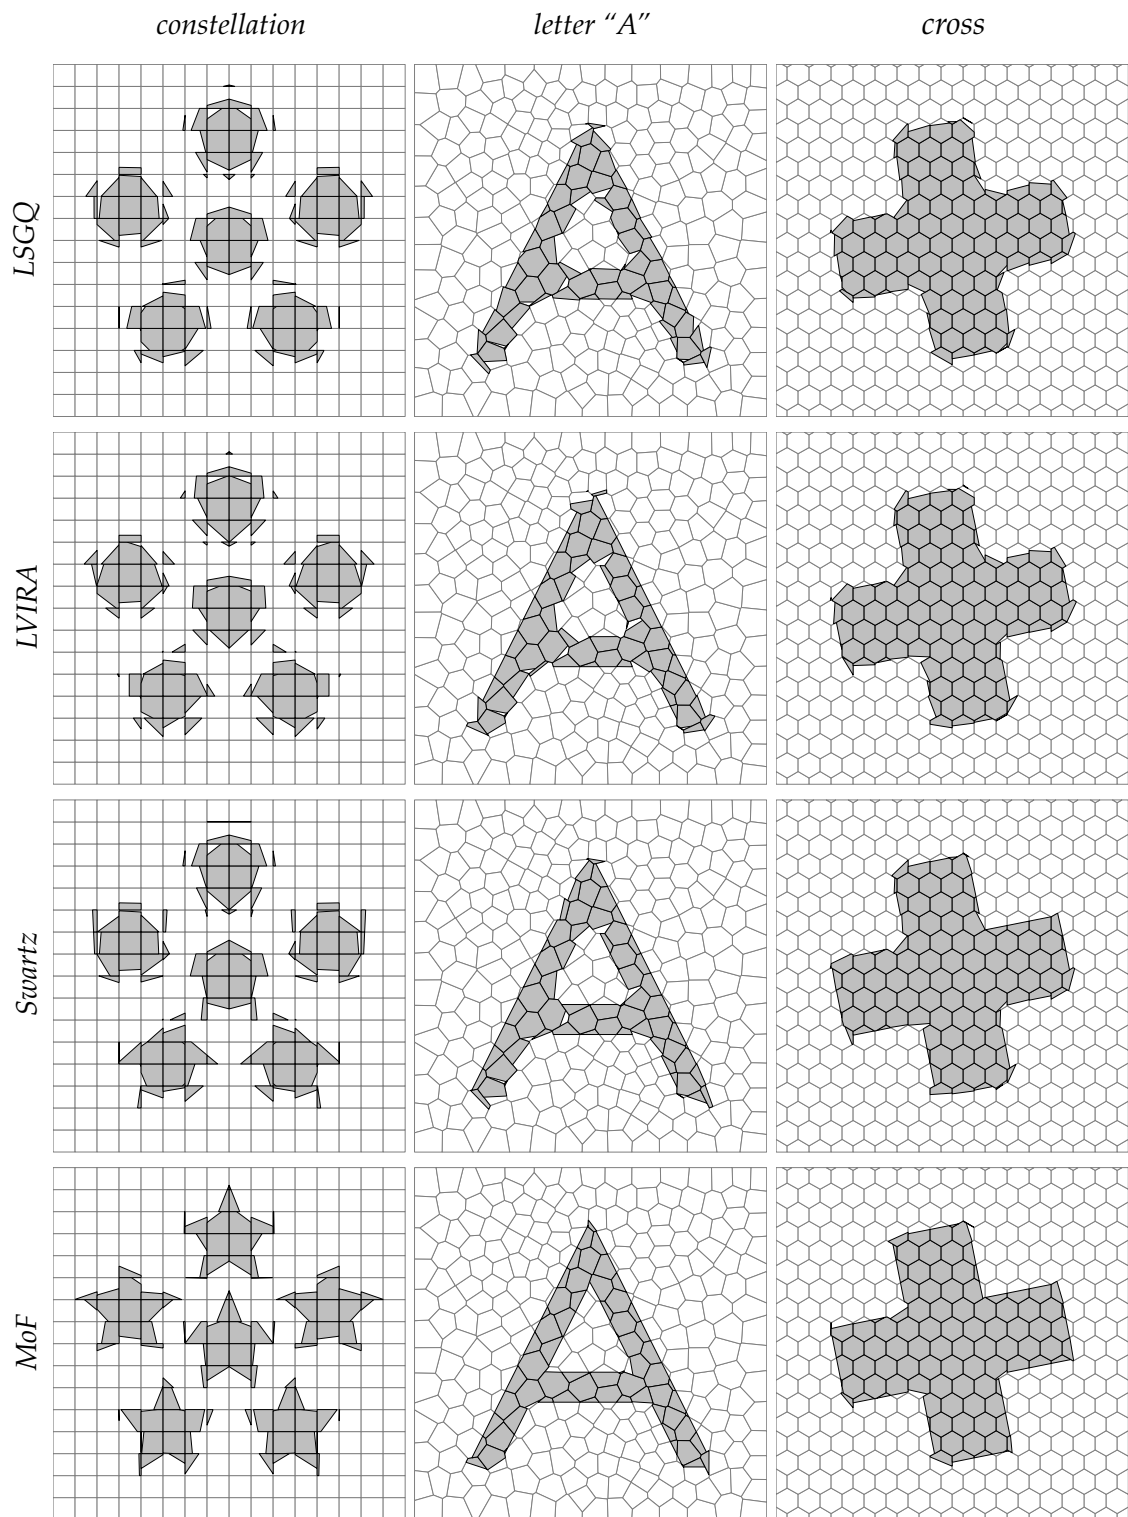 constellation letter “A” cross
LSGQ
LVIRA
Swartz
MoF